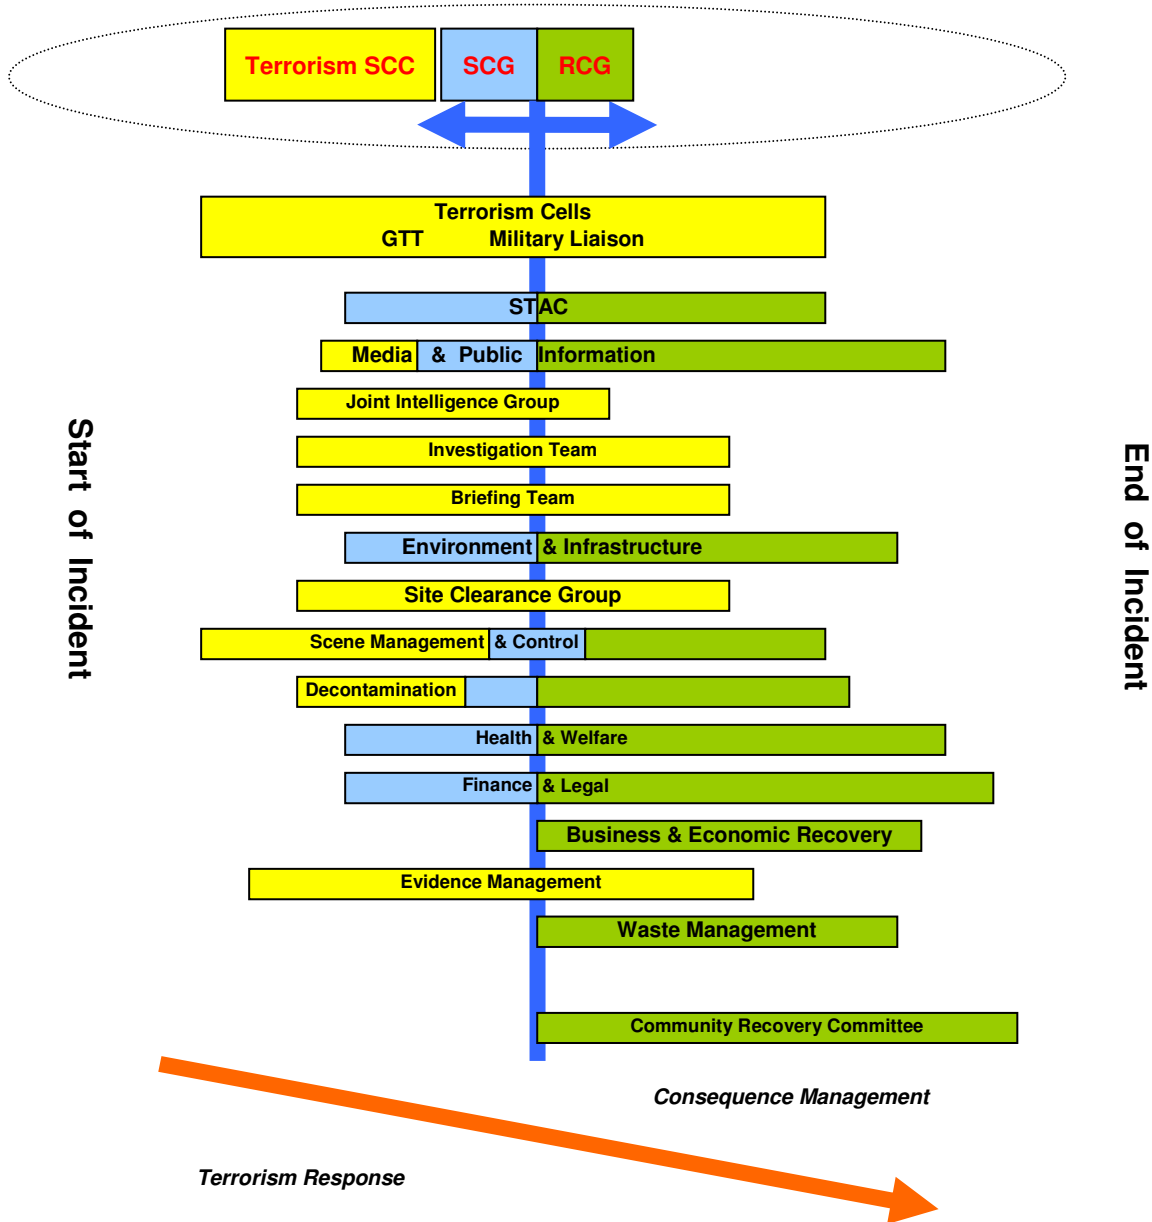 Terrorism SCC SCG RCG
Terrorism Cells
GTT Military Liaison
STAC
Media & Public Information
Joint Intelligence Group
Investigation Team
Briefing Team
Environment & Infrastructure
Site Clearance Group
Scene Management & Control
Decontamination
Health & Welfare
Finance & Legal
Business & Economic Recovery
Evidence Management
Waste Management
Community Recovery Committee
Start of Incident
End of Incident
Consequence Management
Terrorism Response